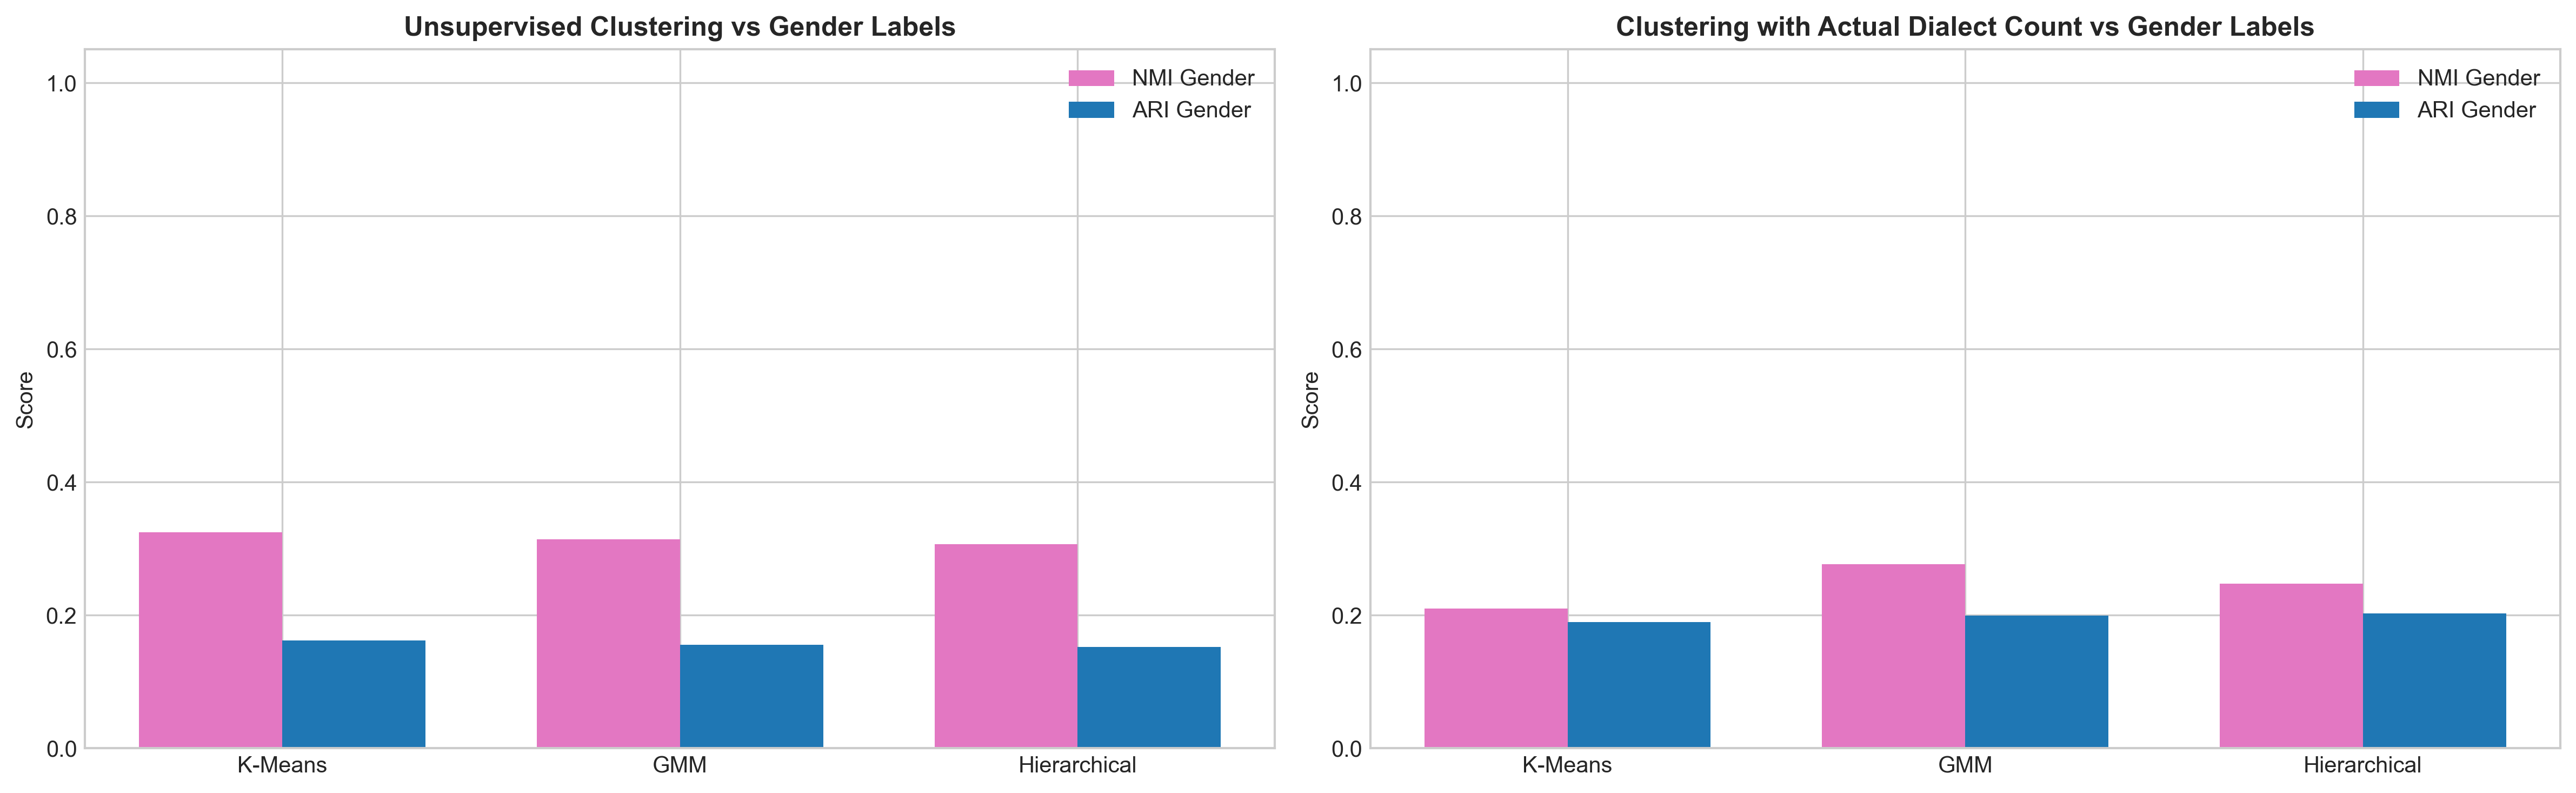 Unsupervised Clustering vs Gender Labels
NMI Gender
ARI Gender
1.0
0.8
0.6
0.4
0.2
0.0
Score
K-Means
GMM
Hierarchical
Clustering with Actual Dialect Count vs Gender Labels
NMI Gender
ARI Gender
1.0
0.8
0.6
0.4
0.2
0.0
Score
K-Means
GMM
Hierarchical